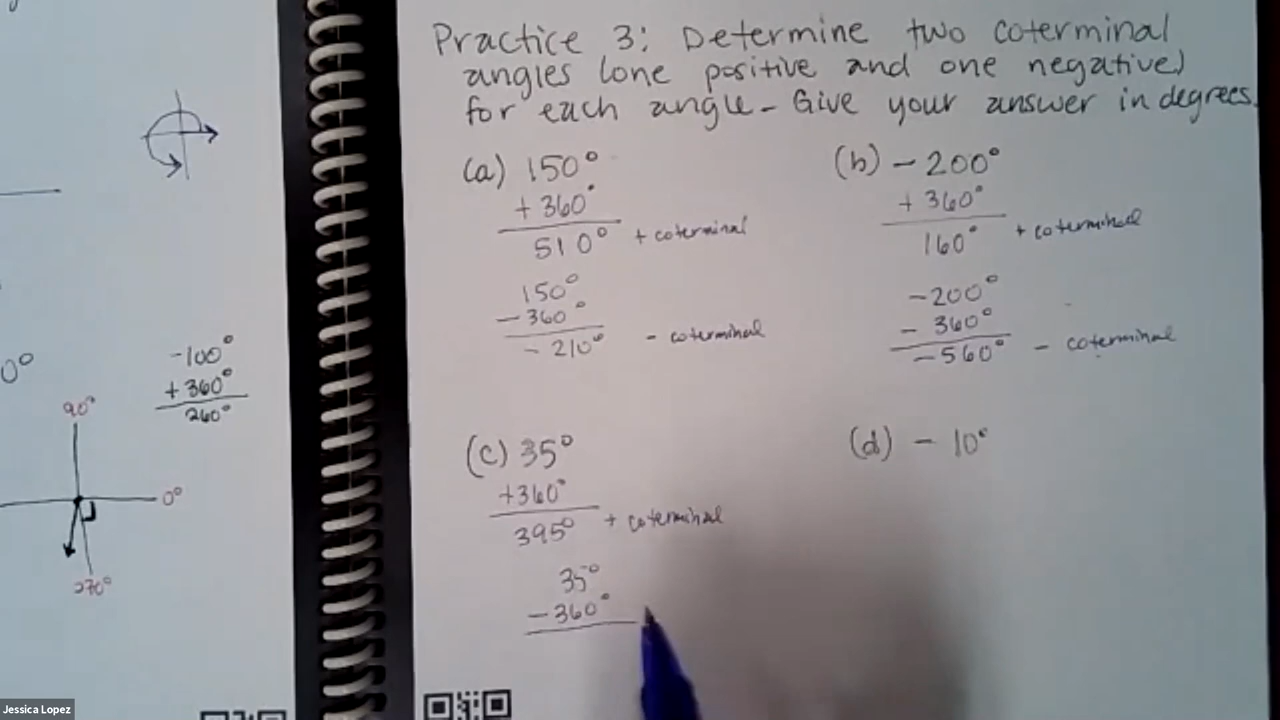 Practice 3: Determine two coterminal
angles (one positive and one negative)
for each angle - Give your answer in degrees.
(a) 150°
+ 360°
510° + coterminal
150°
- 360°
- 210° - coterminal
(b) - 200°
+ 360°
160° + coterminal
-200°
- 360°
-560° - coterminal
(c) 35°
+360°
395° + coterminal
35°
- 360°
(d) - 10°
0°
-100°
+ 360°
260°
90°
0°
270°
Jessica Lopez